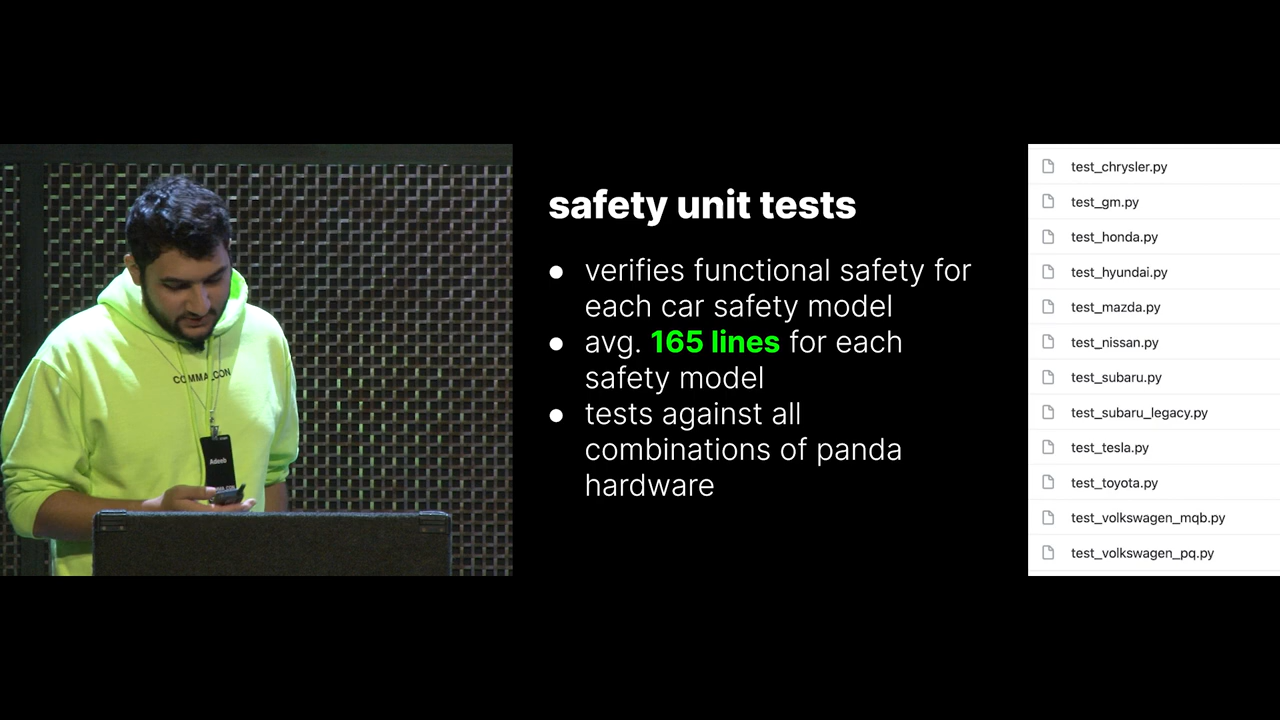 COMMA_CON
Adeeb
safety unit tests
● verifies functional safety for
each car safety model
● avg. 165 lines for each
safety model
● tests against all
combinations of panda
hardware
test_chrysler.py
test_gm.py
test_honda.py
test_hyundai.py
test_mazda.py
test_nissan.py
test_subaru.py
test_subaru_legacy.py
test_tesla.py
test_toyota.py
test_volkswagen_mqb.py
test_volkswagen_pq.py